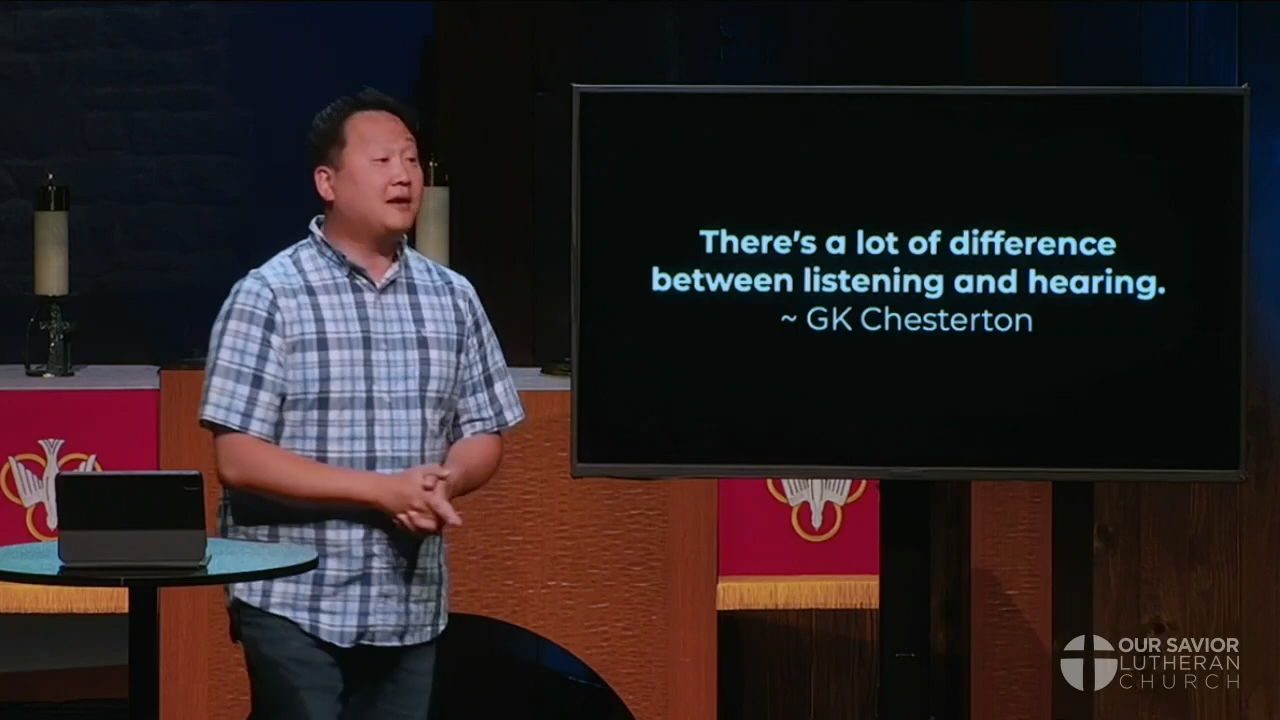 There's a lot of difference
between listening and hearing.
~ GK Chesterton
OUR SAVIOR
LUTHERAN
CHURCH